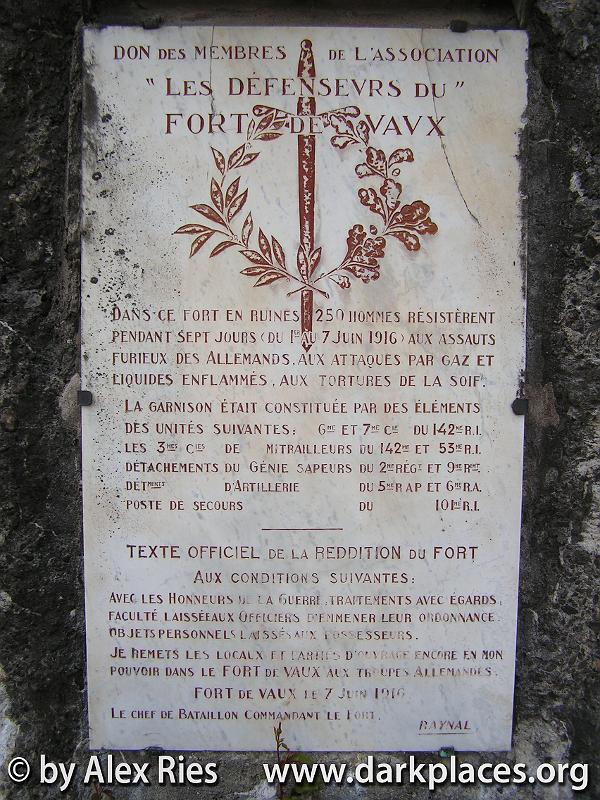 DON DES MEMBRES DE L'ASSOCIATION
"LES DÉFENSEVRS DU"
FORT DE VAVX
DANS CE FORT EN RUINES 250 HOMMES RÉSISTÈRENT
PENDANT SEPT JOURS (DU 1ER AU 7 JUIN 1916) AUX ASSAUTS
FURIEUX DES ALLEMANDS, AUX ATTAQUES PAR GAZ ET
LIQUIDES ENFLAMMÉS, AUX TORTURES DE LA SOIF.
LA GARNISON ÉTAIT CONSTITUÉE PAR DES ÉLÉMENTS
DES UNITÉS SUIVANTES: 6ME ET 7ME CIE DU 142ME R.I.
LES 3MES CIES DE MITRAILLEURS DU 142ME ET 53ME R.I.
DÉTACHEMENTS DU GÉNIE SAPEURS DU 2ME RÉGT ET 9ME RGMT.
DÉTMENTS D'ARTILLERIE DU 5ME R A P ET 6ME R.A.
POSTE DE SECOURS DU 101ME R.I.
TEXTE OFFICIEL DE LA REDDITION DU FORT
AUX CONDITIONS SUIVANTES:
AVEC LES HONNEURS DE LA GUERRE, TRAITEMENTS AVEC ÉGARDS,
FACULTÉ LAISSÉE AUX OFFICIERS D'EMMENER LEUR ORDONNANCE.
OBJETS PERSONNELS LAISSÉS AUX POSSESSEURS.
JE REMETS LES LOCAUX ET PARTIES D'OUVRAGE ENCORE EN MON
POUVOIR DANS LE FORT DE VAUX AUX TROUPES ALLEMANDES.
FORT DE VAUX LE 7 JUIN 1916
LE CHEF DE BATAILLON COMMANDANT LE FORT.
RAYNAL
© by Alex Ries www.darkplaces.org ®